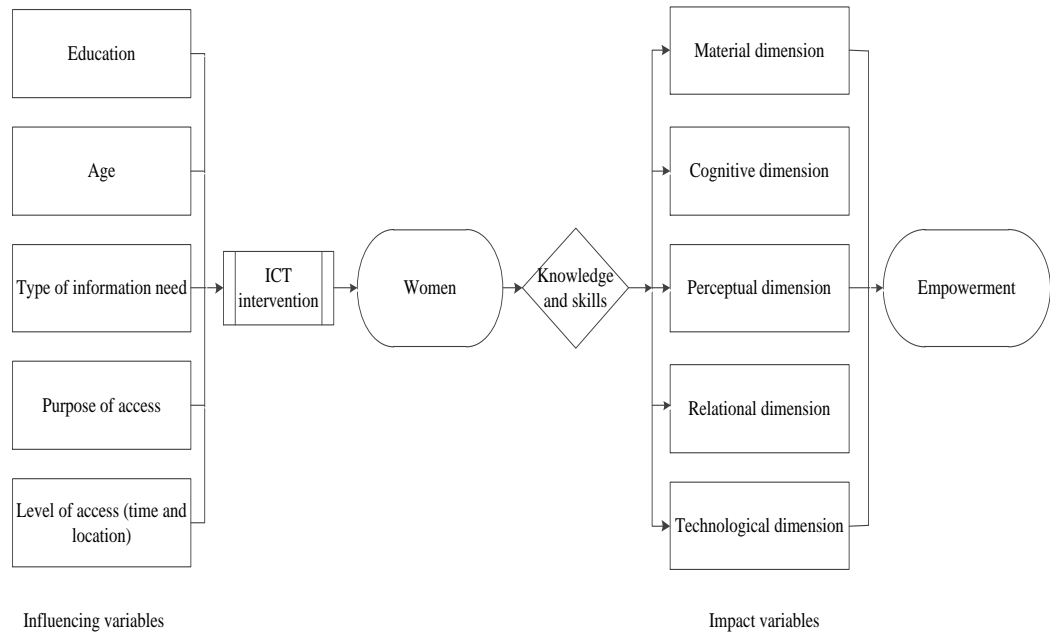 Education
Age
Type of information need
Purpose of access
Level of access (time and
location)
ICT
intervention
Women
Knowledge
and skills
Material dimension
Cognitive dimension
Perceptual dimension
Relational dimension
Technological dimension
Empowerment
Influencing variables
Impact variables